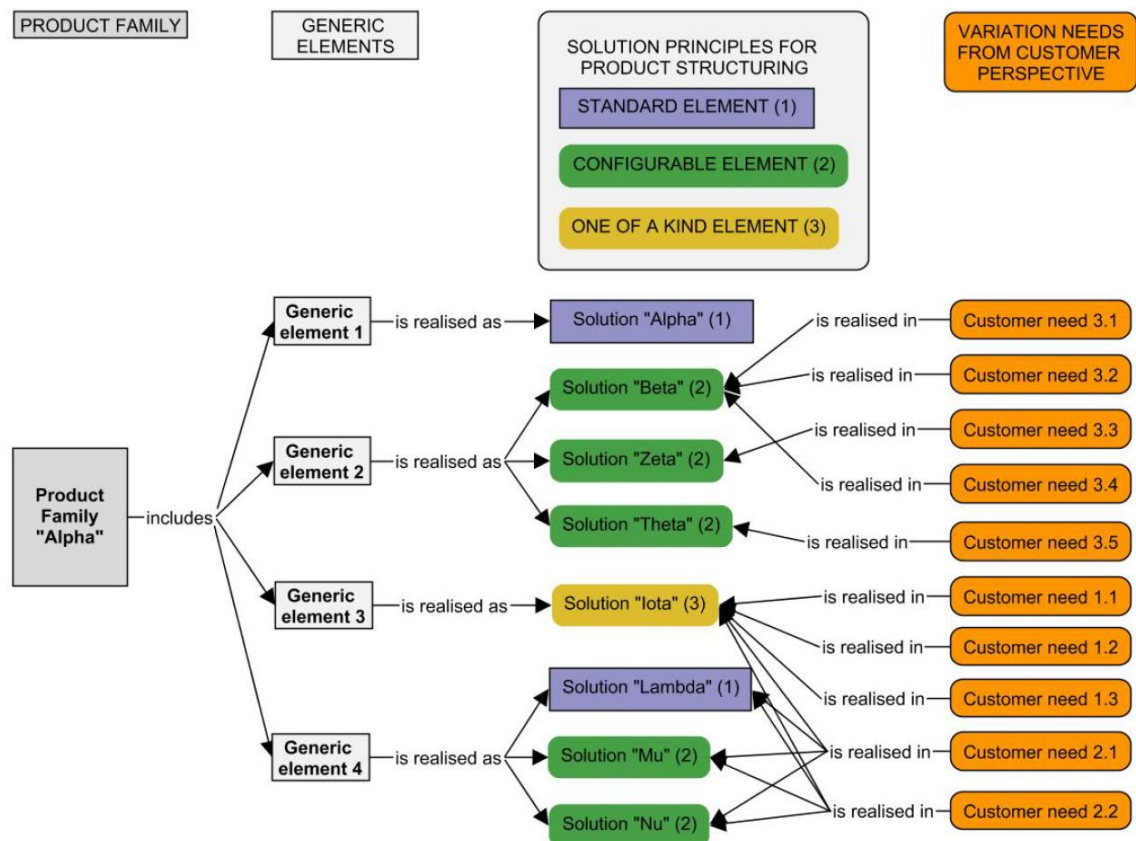 PRODUCT FAMILY
GENERIC
ELEMENTS
SOLUTION PRINCIPLES FOR
PRODUCT STRUCTURING
STANDARD ELEMENT (1)
CONFIGURABLE ELEMENT (2)
ONE OF A KIND ELEMENT (3)
VARIATION NEEDS
FROM CUSTOMER
PERSPECTIVE
Product
Family
"Alpha"
includes
Generic
element 1
is realised as
Solution "Alpha" (1)
Generic
element 2
is realised as
Solution "Beta" (2)
Solution "Zeta" (2)
Solution "Theta" (2)
Generic
element 3
is realised as
Solution "Iota" (3)
Generic
element 4
is realised as
Solution "Lambda" (1)
Solution "Mu" (2)
Solution "Nu" (2)
is realised in
Customer need 3.1
is realised in
Customer need 3.2
is realised in
Customer need 3.3
is realised in
Customer need 3.4
is realised in
Customer need 3.5
is realised in
Customer need 1.1
is realised in
Customer need 1.2
is realised in
Customer need 1.3
is realised in
Customer need 2.1
is realised in
Customer need 2.2